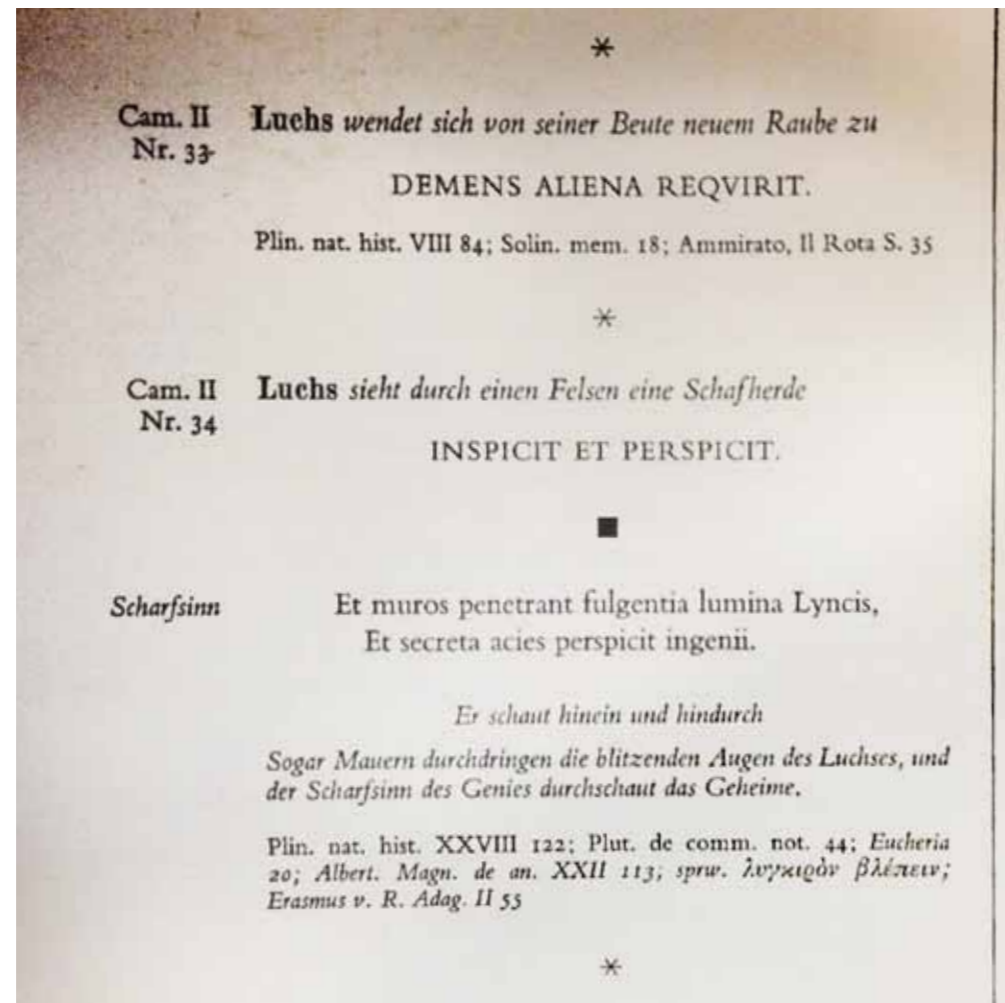 *
Cam. II Luchs wendet sich von seiner Beute neuem Raube zu
Nr. 33
DEMENS ALIENA REQVIRIT.
Plin. nat. hist. VIII 84; Solin. mem. 18; Ammirato, Il Rota S. 35
*
Cam. II Luchs sieht durch einen Felsen eine Schafherde
Nr. 34
INSPICIT ET PERSPICIT.
■
Scharfsinn Et muros penetrant fulgentia lumina Lyncis,
Et secreta acies perspicit ingenii.
Er schaut hinein und hindurch
Sogar Mauern durchdringen die blitzenden Augen des Luchses, und
der Scharfsinn des Genies durchschaut das Geheime.
Plin. nat. hist. XXVIII 122; Plut. de comm. not. 44; Eucheria
20; Albert. Magn. de an. XXII 113; sprw. λυγκιρὸν βλέπειν;
Erasmus v. R. Adag. II 55
*